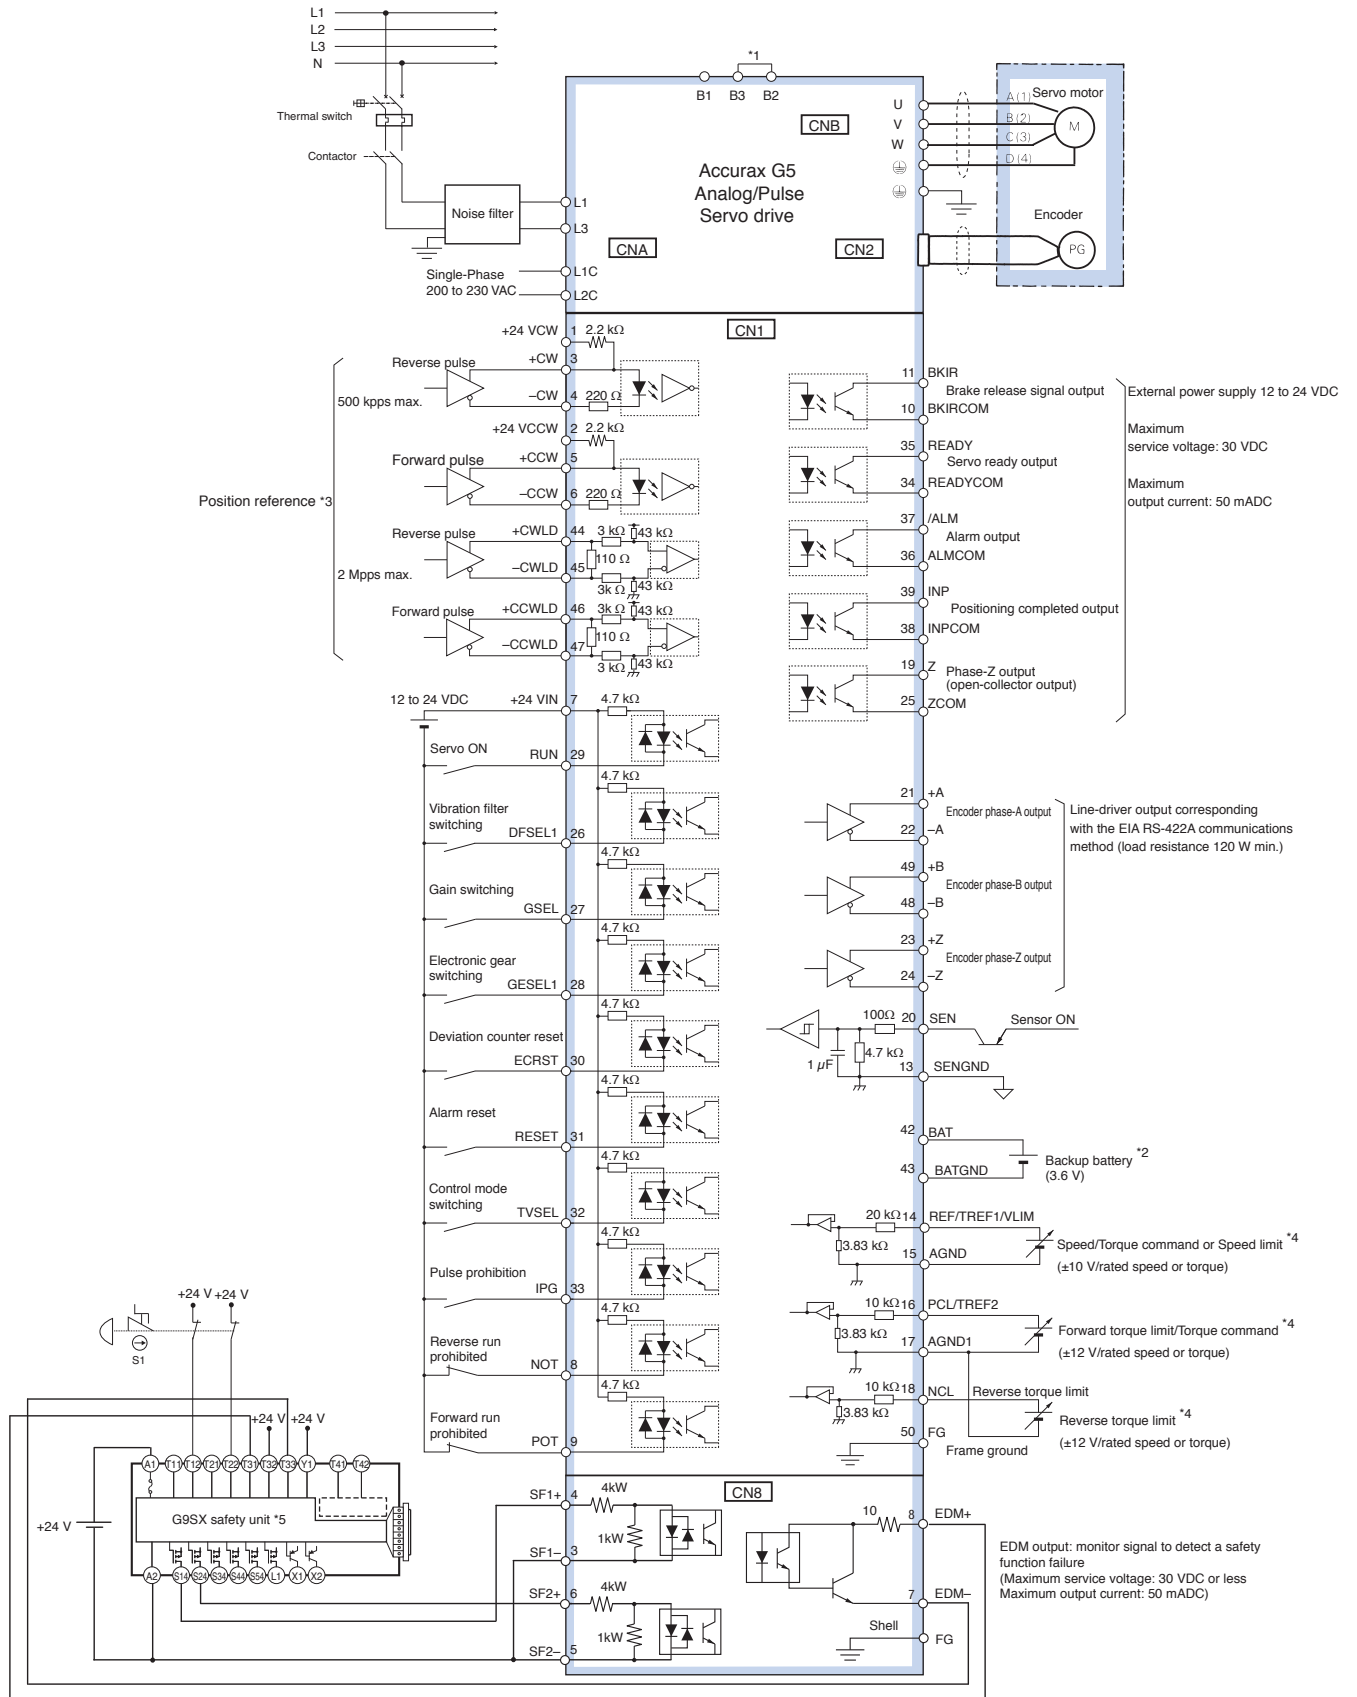 L1
L2
L3
N
Thermal switch
Contactor
Noise filter
L1
L3
Single-Phase
200 to 230 VAC
L1C
L2C
*1
B1
B3
B2
CNB
CNA
CN2
Accurax G5
Analog/Pulse
Servo drive
U
V
W
A (1)
B (2)
C (3)
D (4)
Servo motor
M
Encoder
PG
CN1
Position reference *3
500 kpps max.
2 Mpps max.
+24 VCW 1 2.2 kΩ
Reverse pulse
+CW 3
–CW 4 220 Ω
+24 VCCW 2 2.2 kΩ
Forward pulse
+CCW 5
–CCW 6 220 Ω
Reverse pulse
+CWLD 44 3 kΩ 43 kΩ
110 Ω
–CWLD 45
3k Ω 43 kΩ
Forward pulse
+CCWLD 46 3k Ω 43 kΩ
110 Ω
–CCWLD 47
3 kΩ 43 kΩ
12 to 24 VDC
+24 VIN 7 4.7 kΩ
Servo ON
RUN 29
4.7 kΩ
Vibration filter
switching
DFSEL1 26
4.7 kΩ
Gain switching
GSEL 27
4.7 kΩ
Electronic gear
switching
GESEL1 28
4.7 kΩ
Deviation counter reset
ECRST 30
4.7 kΩ
Alarm reset
RESET 31
4.7 kΩ
Control mode
switching
TVSEL 32
4.7 kΩ
Pulse prohibition
IPG 33
4.7 kΩ
Reverse run
prohibited
NOT 8
4.7 kΩ
Forward run
prohibited
POT 9
11 BKIR
Brake release signal output
10 BKIRCOM
35 READY
Servo ready output
34 READYCOM
37 /ALM
Alarm output
36 ALMCOM
39 INP
Positioning completed output
38 INPCOM
19 Z
Phase-Z output
(open-collector output)
25 ZCOM
External power supply 12 to 24 VDC
Maximum
service voltage: 30 VDC
Maximum
output current: 50 mADC
21 +A
Encoder phase-A output
22 –A
49 +B
Encoder phase-B output
48 –B
23 +Z
Encoder phase-Z output
24 –Z
Line-driver output corresponding
with the EIA RS-422A communications
method (load resistance 120 W min.)
100Ω 20 SEN
Sensor ON
4.7 kΩ
1 µF
13 SENGND
42 BAT
Backup battery *2
(3.6 V)
43 BATGND
20 kΩ 14 REF/TREF1/VLIM
3.83 kΩ
15 AGND
Speed/Torque command or Speed limit *4
(±10 V/rated speed or torque)
10 kΩ 16 PCL/TREF2
3.83 kΩ
17 AGND1
Forward torque limit/Torque command *4
(±12 V/rated speed or torque)
10 kΩ 18 NCL Reverse torque limit
3.83 kΩ
Reverse torque limit *4
(±12 V/rated speed or torque)
50 FG
Frame ground
+24 V +24 V
S1
+24 V +24 V
A1 T11 T12 T21 T22 T31 T32 T33 Y1 T41 T42
+24 V
G9SX safety unit *5
A2 S14 S24 S34 S44 S54 L1 X1 X2
CN8
SF1+ 4 4kW
1kW
SF1– 3
SF2+ 6 4kW
1kW
SF2– 5
10 8 EDM+
7 EDM–
Shell
FG
EDM output: monitor signal to detect a safety
function failure
(Maximum service voltage: 30 VDC or less
Maximum output current: 50 mADC)